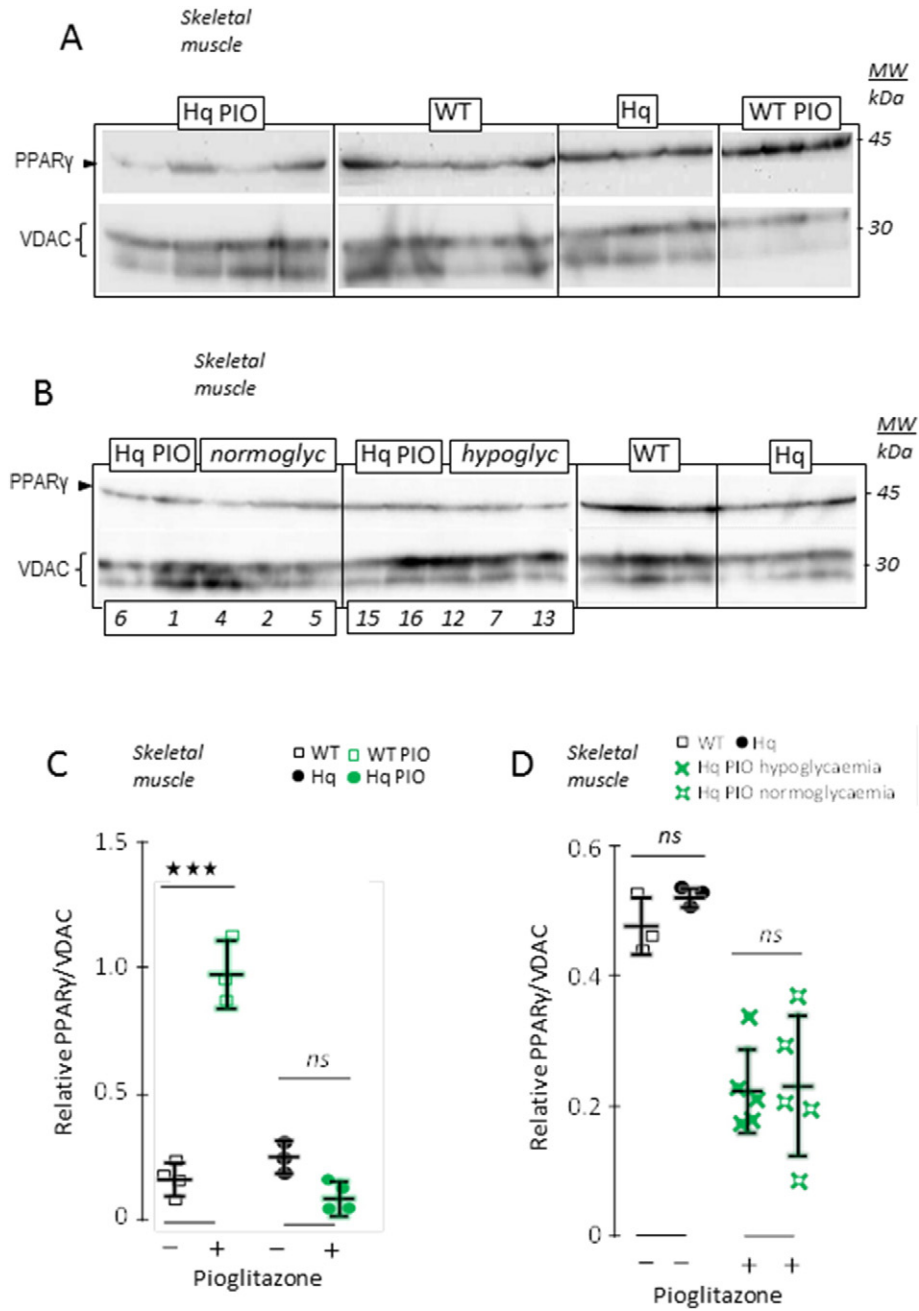 A
Skeletal
muscle
MW
kDa
Hq PIO
WT
Hq
WT PIO
PPARγ
45
VDAC
30
B
Skeletal
muscle
MW
kDa
Hq PIO
normoglyc
Hq PIO
hypoglyc
WT
Hq
PPARγ
45
VDAC
30
6 1 4 2 5
15 16 12 7 13
C
Skeletal
muscle
WT
WT PIO
Hq
Hq PIO
Relative PPARγ/VDAC
1.5
1.0
0.5
0
★★★
ns
− + − +
Pioglitazone
D
Skeletal
muscle
WT
Hq
Hq PIO hypoglycaemia
Hq PIO normoglycaemia
Relative PPARγ/VDAC
0.6
0.4
0.2
0
ns
ns
− − + +
Pioglitazone